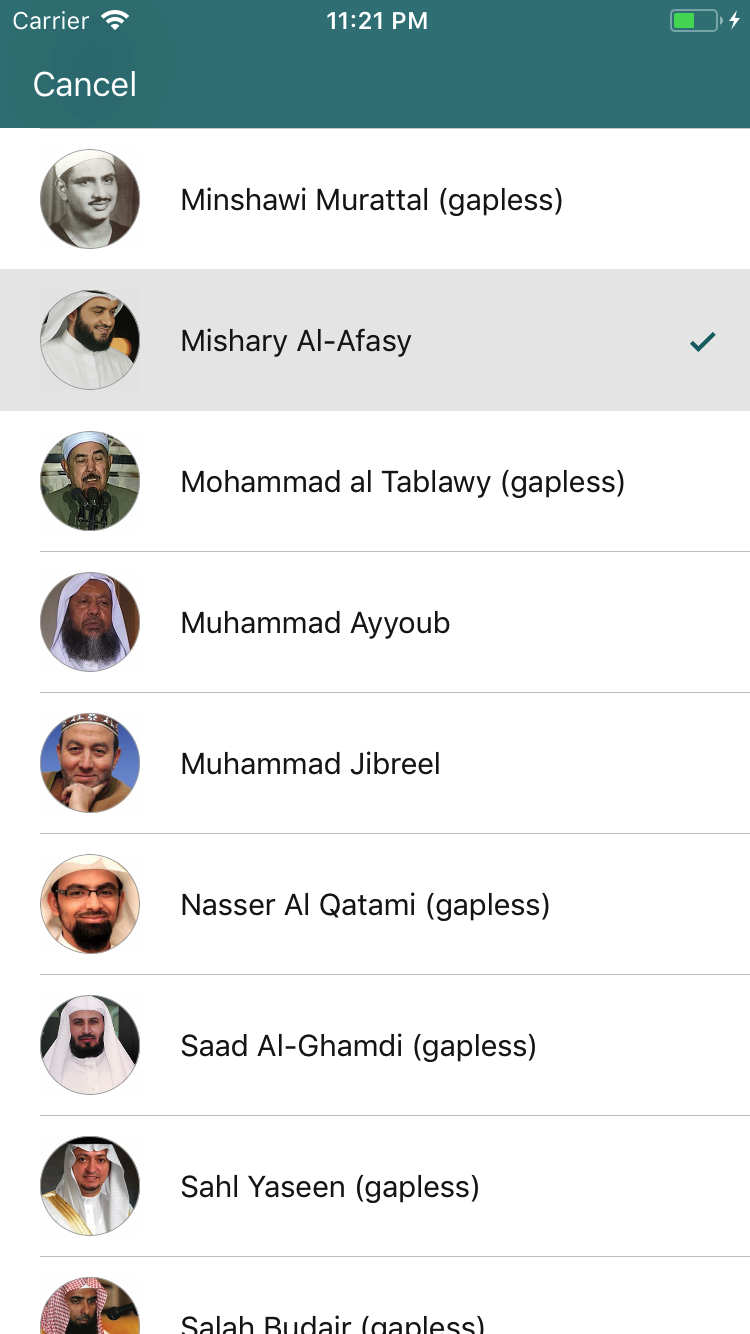 Carrier 11:21 PM
Cancel
Minshawi Murattal (gapless)
Mishary Al-Afasy
Mohammad al Tablawy (gapless)
Muhammad Ayyoub
Muhammad Jibreel
Nasser Al Qatami (gapless)
Saad Al-Ghamdi (gapless)
Sahl Yaseen (gapless)
Salah Budair (gapless)